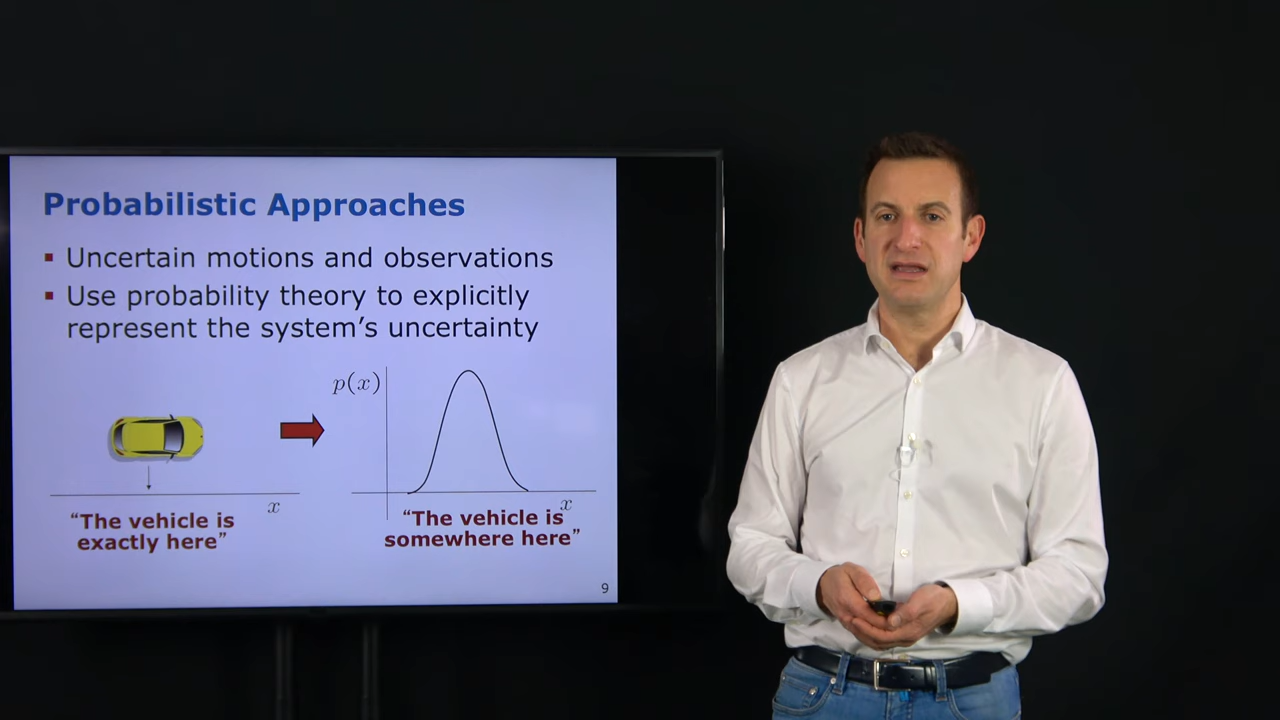 Probabilistic Approaches
▪ Uncertain motions and observations
▪ Use probability theory to explicitly
represent the system’s uncertainty
p(x)
x
x
“The vehicle is
exactly here”
“The vehicle is
somewhere here”
9